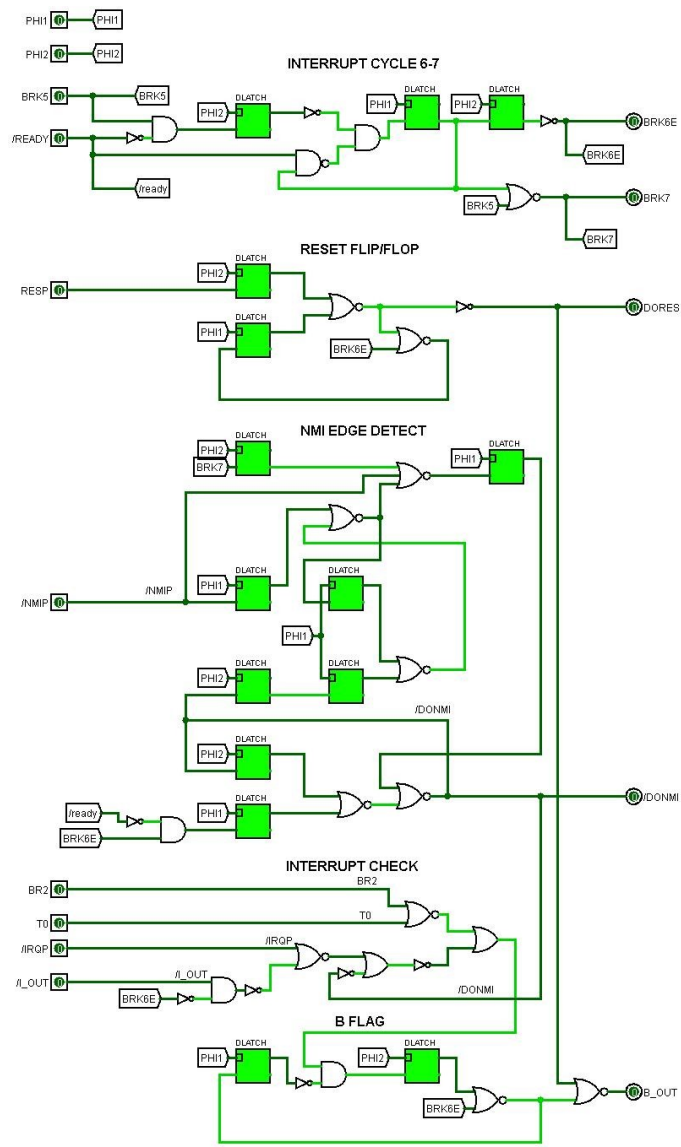 PHI1 PHI1
PHI2 PHI2
INTERRUPT CYCLE 6-7
DLATCH DLATCH DLATCH
BRK5 BRK5 PHI2 PHI1 PHI2
BRK6E
/READY
BRK6E
/ready
BRK5 BRK7
BRK7
RESET FLIP/FLOP
DLATCH
PHI2
RESP DORES
DLATCH
PHI1
BRK6E
NMI EDGE DETECT
DLATCH DLATCH
PHI2 PHI1
BRK7
DLATCH DLATCH
/NMIP PHI1
/NMIP
PHI1
DLATCH DLATCH
PHI2
/DONMI
DLATCH
PHI2
/DONMI
DLATCH
/ready PHI1
BRK6E
INTERRUPT CHECK
BR2 BR2
T0 T0
/IRQP /IRQP
/I_OUT /I_OUT
BRK6E /DONMI
B FLAG
DLATCH DLATCH
PHI1 PHI2
BRK6E B_OUT